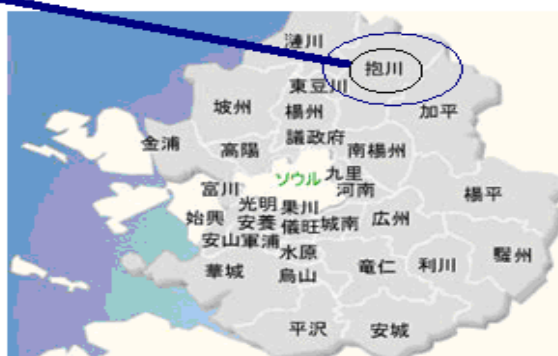 漣川
抱川
東豆川
坡州
楊州
加平
議政府
金浦
高陽
南楊州
ソウル
九里
富川
河南
楊平
光明
果川
始興
安養
儀旺
城南
広州
安山
軍浦
水原
驪州
華城
烏山
竜仁
利川
平沢
安城